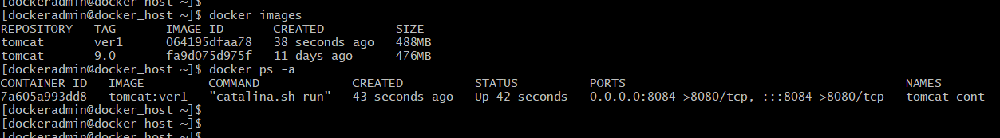 [dockeradmin@docker_host ~]$
[dockeradmin@docker_host ~]$ docker images
REPOSITORY   TAG       IMAGE ID       CREATED          SIZE
tomcat       ver1      064195dfaa78   38 seconds ago   488MB
tomcat       9.0       fa9d075d975f   11 days ago      476MB
[dockeradmin@docker_host ~]$ docker ps -a
CONTAINER ID   IMAGE         COMMAND             CREATED          STATUS          PORTS                                       NAMES
7a605a993dd8   tomcat:ver1   "catalina.sh run"   43 seconds ago   Up 42 seconds   0.0.0.0:8084->8080/tcp, :::8084->8080/tcp   tomcat_cont
[dockeradmin@docker_host ~]$
[dockeradmin@docker_host ~]$
[dockeradmin@docker_host ~]$